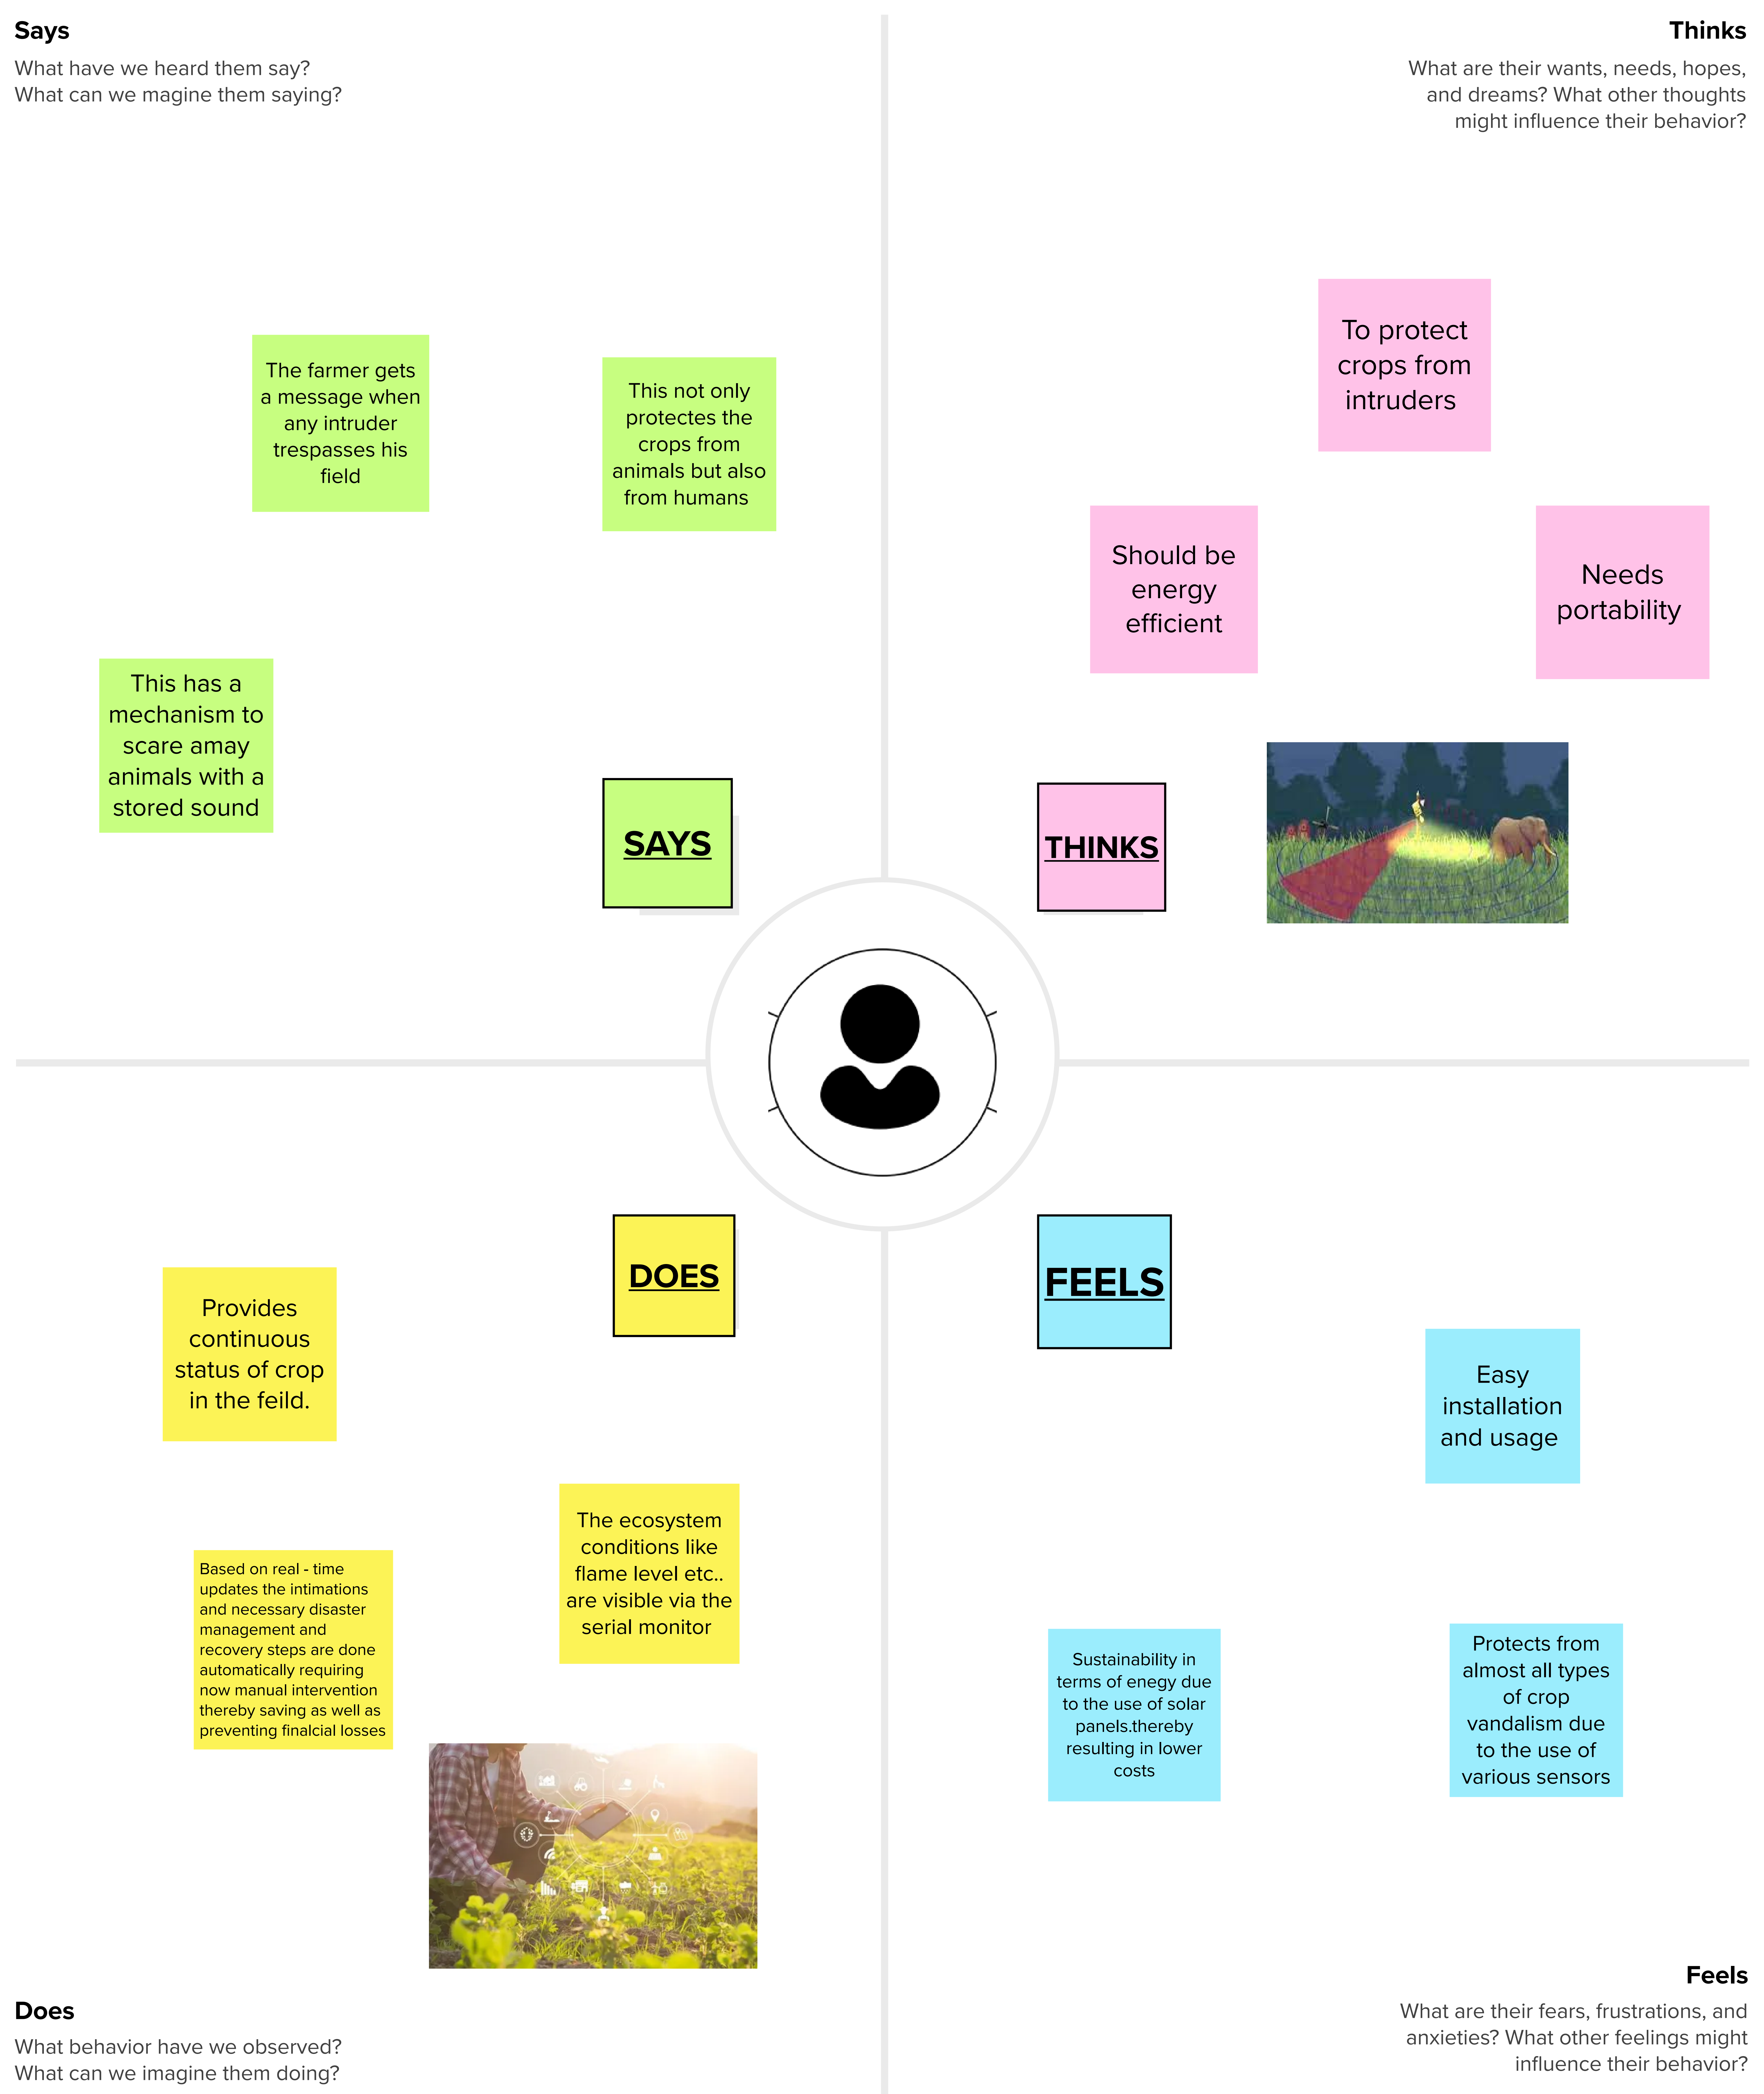 Says
What have we heard them say?
What can we magine them saying?
Thinks
What are their wants, needs, hopes,
and dreams? What other thoughts
might influence their behavior?
The farmer gets
a message when
any intruder
trespasses his
field
This not only
protectes the
crops from
animals but also
from humans
This has a
mechanism to
scare amay
animals with a
stored sound
SAYS
To protect
crops from
intruders
Should be
energy
efficient
Needs
portability
THINKS
DOES
Provides
continuous
status of crop
in the feild.
The ecosystem
conditions like
flame level etc..
are visible via the
serial monitor
Based on real - time
updates the intimations
and necessary disaster
management and
recovery steps are done
automatically requiring
now manual intervention
thereby saving as well as
preventing finalcial losses
FEELS
Easy
installation
and usage
Sustainability in
terms of enegy due
to the use of solar
panels.thereby
resulting in lower
costs
Protects from
almost all types
of crop
vandalism due
to the use of
various sensors
Does
What behavior have we observed?
What can we imagine them doing?
Feels
What are their fears, frustrations, and
anxieties? What other feelings might
influence their behavior?